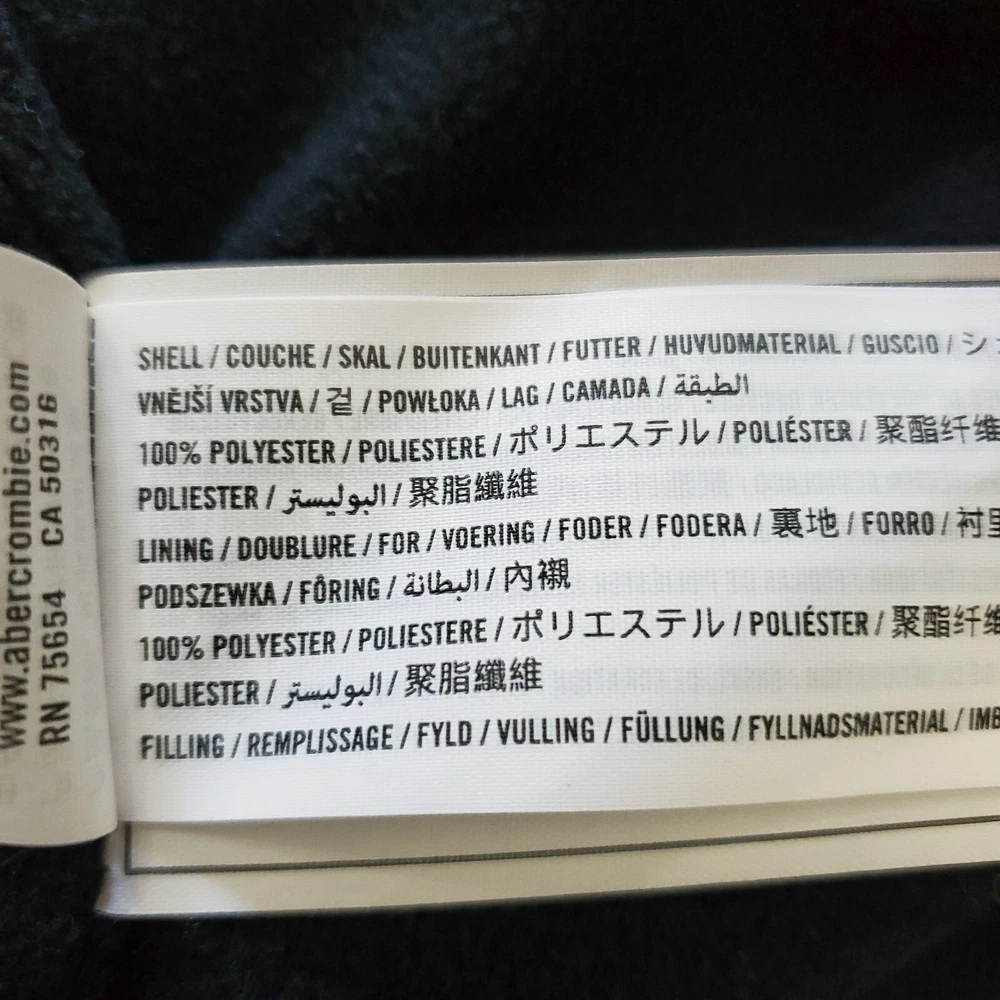 www.abercrombie.com
RN 75654 CA 50316
SHELL / COUCHE / SKAL / BUITENKANT / FUTTER / HUVUDMATERIAL / GUSCIO / シ
VNĚJŠÍ VRSTVA / 겉 / POWŁOKA / LAG / CAMADA / الطبقة
100% POLYESTER / POLIESTERE / ポリエステル / POLIÉSTER / 聚酯纤维
POLIESTER / البوليستر / 聚脂纖維
LINING / DOUBLURE / FOR / VOERING / FODER / FODERA / 裏地 / FORRO / 衬里
PODSZEWKA / FÔRING / البطانة / 內襯
100% POLYESTER / POLIESTERE / ポリエステル / POLIÉSTER / 聚酯纤维
POLIESTER / البوليستر / 聚脂纖維
FILLING / REMPLISSAGE / FYLD / VULLING / FÜLLUNG / FYLLNADSMATERIAL / IMB